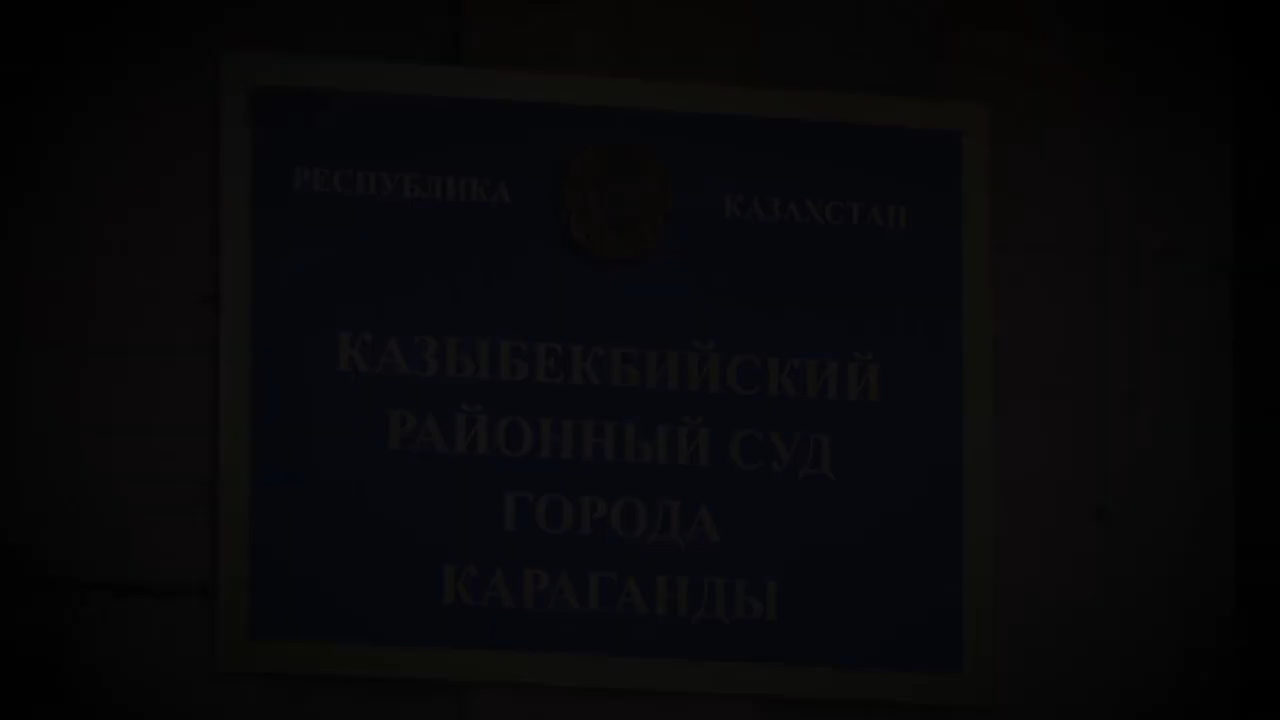 РЕСПУБЛИКА КАЗАХСТАН
КАЗЫБЕКБИЙСКИЙ
РАЙОННЫЙ СУД
ГОРОДА
КАРАГАНДЫ